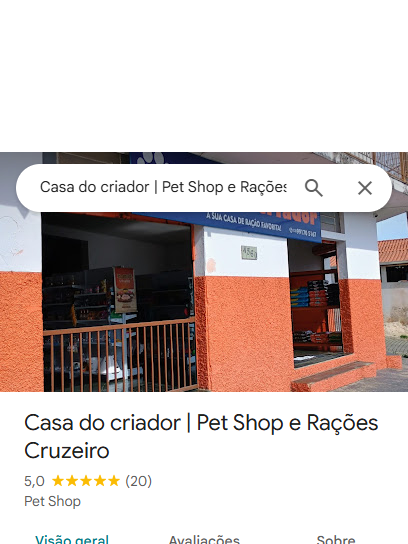 Casa do criador | Pet Shop e Rações
A SUA CASA DE RAÇÃO FAVORITA!
Casa do criador | Pet Shop e Rações
Cruzeiro
5,0 ★★★★★ (20)
Pet Shop
Visão geral
Avaliações
Sobre